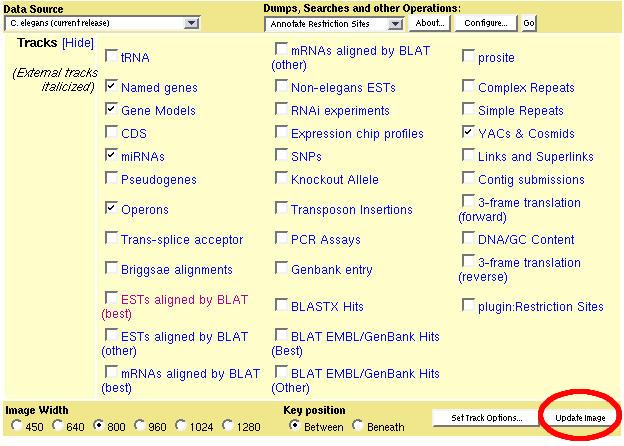 Data Source
Dumps, Searches and other Operations:
C. elegans (current release)
Annotate Restriction Sites
About...
Configure...
Go
Tracks [Hide]
(External tracks
italicized)
tRNA
Named genes
Gene Models
CDS
miRNAs
Pseudogenes
Operons
Trans-splice acceptor
Briggsae alignments
ESTs aligned by BLAT
(best)
ESTs aligned by BLAT
(other)
mRNAs aligned by BLAT
(best)
mRNAs aligned by BLAT
(other)
Non-elegans ESTs
RNAi experiments
Expression chip profiles
SNPs
Knockout Allele
Transposon Insertions
PCR Assays
Genbank entry
BLASTX Hits
BLAT EMBL/GenBank Hits
(Best)
BLAT EMBL/GenBank Hits
(Other)
prosite
Complex Repeats
Simple Repeats
YACs & Cosmids
Links and Superlinks
Contig submissions
3-frame translation
(forward)
DNA/GC Content
3-frame translation
(reverse)
plugin:Restriction Sites
Image Width
450 640 800 960 1024 1280
Key position
Between Beneath
Set Track Options...
Update Image